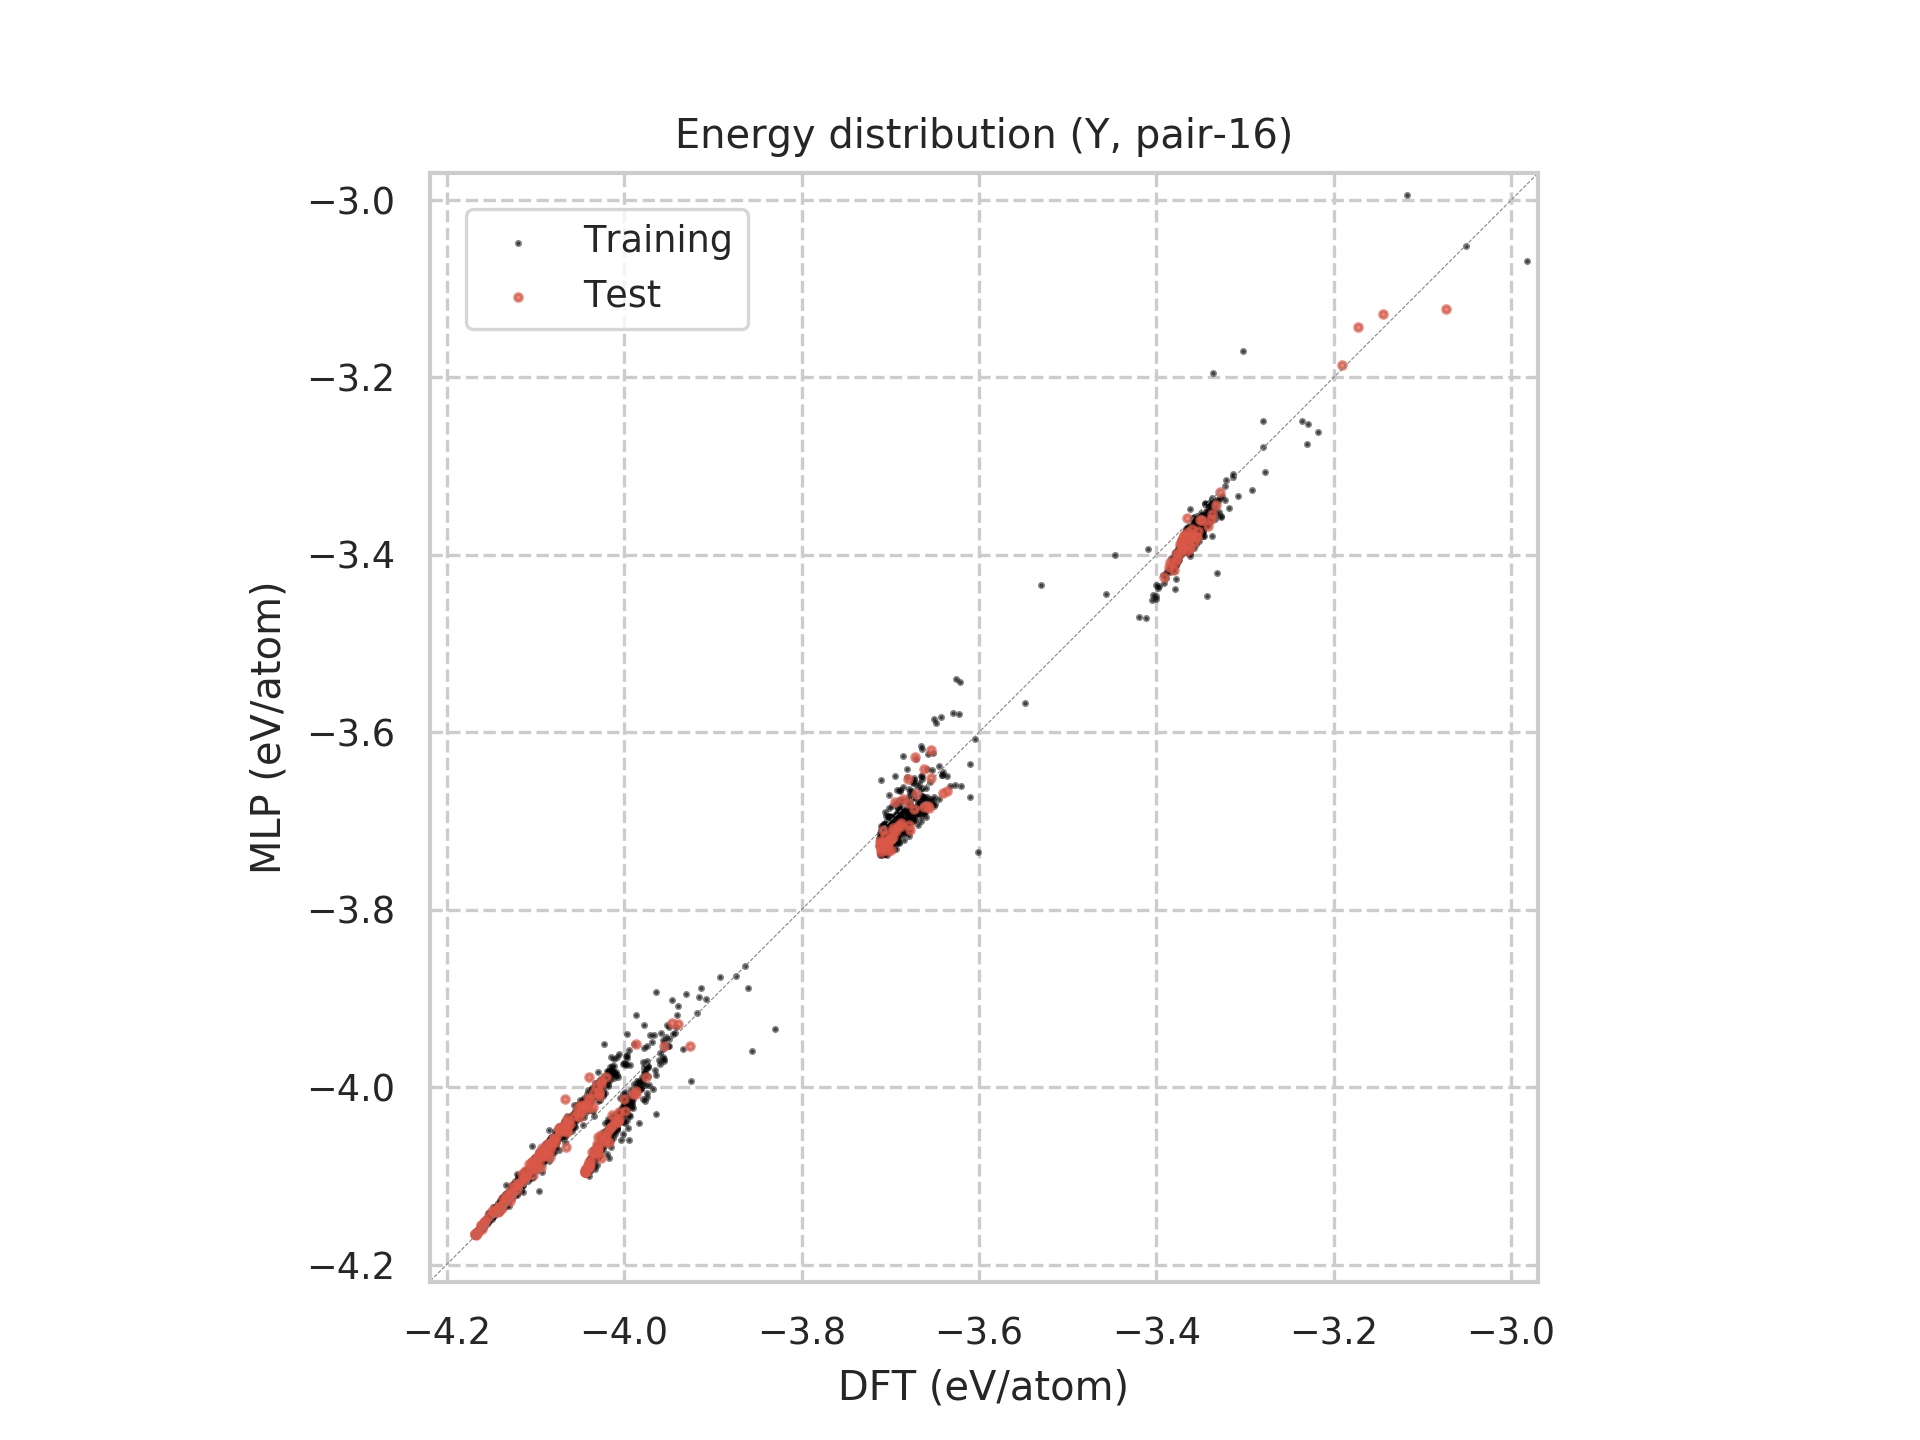 Energy distribution (Y, pair-16)
Training
Test
−3.0
−3.2
−3.4
−3.6
−3.8
−4.0
−4.2
MLP (eV/atom)
−4.2 −4.0 −3.8 −3.6 −3.4 −3.2 −3.0
DFT (eV/atom)